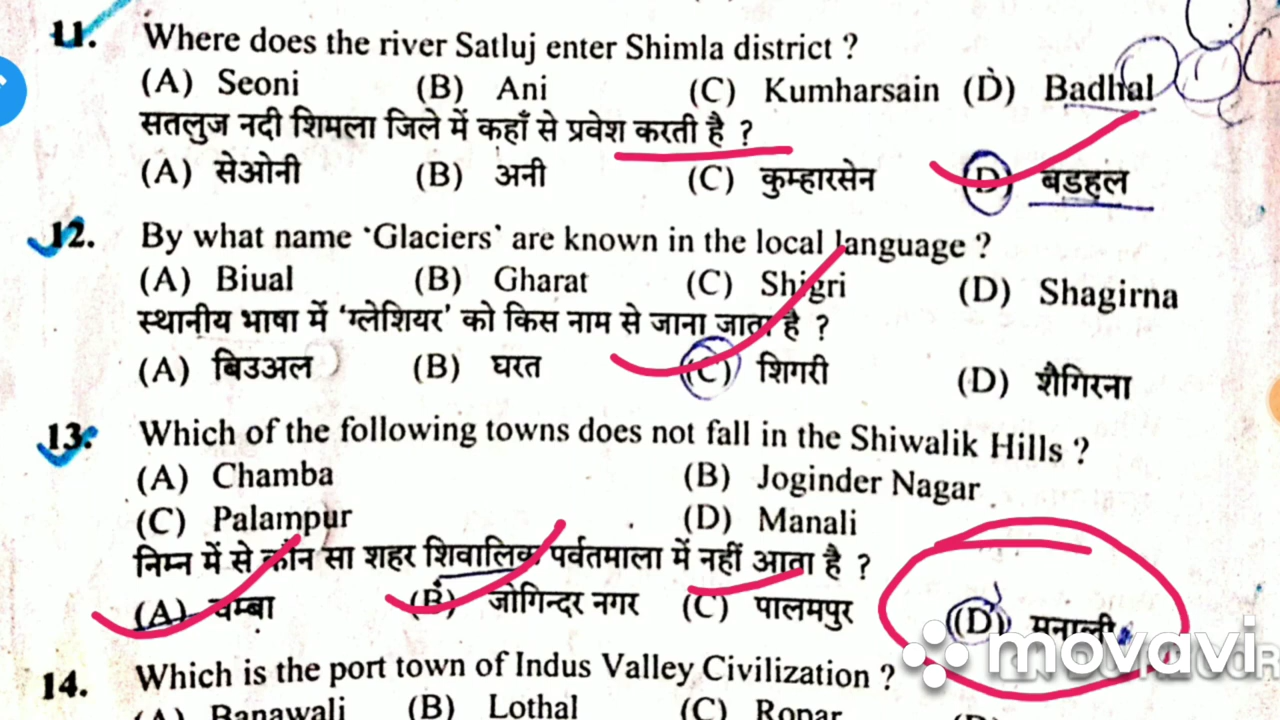 11. Where does the river Satluj enter Shimla district ?
(A) Seoni (B) Ani (C) Kumharsain (D) Badhal
सतलुज नदी शिमला जिले में कहाँ से प्रवेश करती है ?
(A) सेओनी (B) अनी (C) कुम्हारसेन (D) बडहल
12. By what name ‘Glaciers’ are known in the local language ?
(A) Biual (B) Gharat (C) Shigri (D) Shagirna
स्थानीय भाषा में ‘ग्लेशियर’ को किस नाम से जाना जाता है ?
(A) बिउअल (B) घरत (C) शिगरी (D) शैगिरना
13. Which of the following towns does not fall in the Shiwalik Hills ?
(A) Chamba (B) Joginder Nagar
(C) Palampur (D) Manali
निम्न में से कौन सा शहर शिवालिक पर्वतमाला में नहीं आता है ?
(A) चम्बा (B) जोगिन्दर नगर (C) पालमपुर (D) मनाली
movavi
14. Which is the port town of Indus Valley Civilization ?
(A) Banawali (B) Lothal (C) Ropar